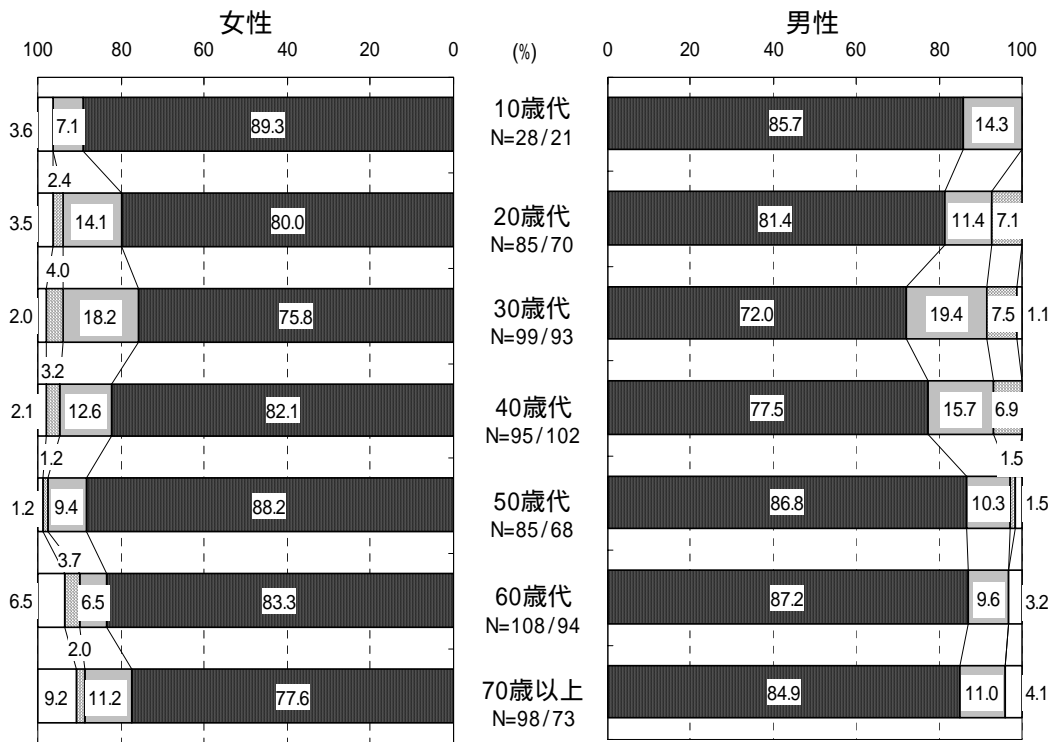 女性 男性
100 80 60 40 20 0 (%) 0 20 40 60 80 100
3.6 7.1 89.3 10歳代 85.7 14.3
N=28/21
2.4
3.5 14.1 80.0 20歳代 81.4 11.4 7.1
N=85/70
4.0
2.0 18.2 75.8 30歳代 72.0 19.4 7.5 1.1
N=99/93
3.2
2.1 12.6 82.1 40歳代 77.5 15.7 6.9
N=95/102
1.2 1.5
1.2 9.4 88.2 50歳代 86.8 10.3 1.5
N=85/68
3.7
6.5 6.5 83.3 60歳代 87.2 9.6 3.2
N=108/94
2.0
9.2 11.2 77.6 70歳以上 84.9 11.0 4.1
N=98/73